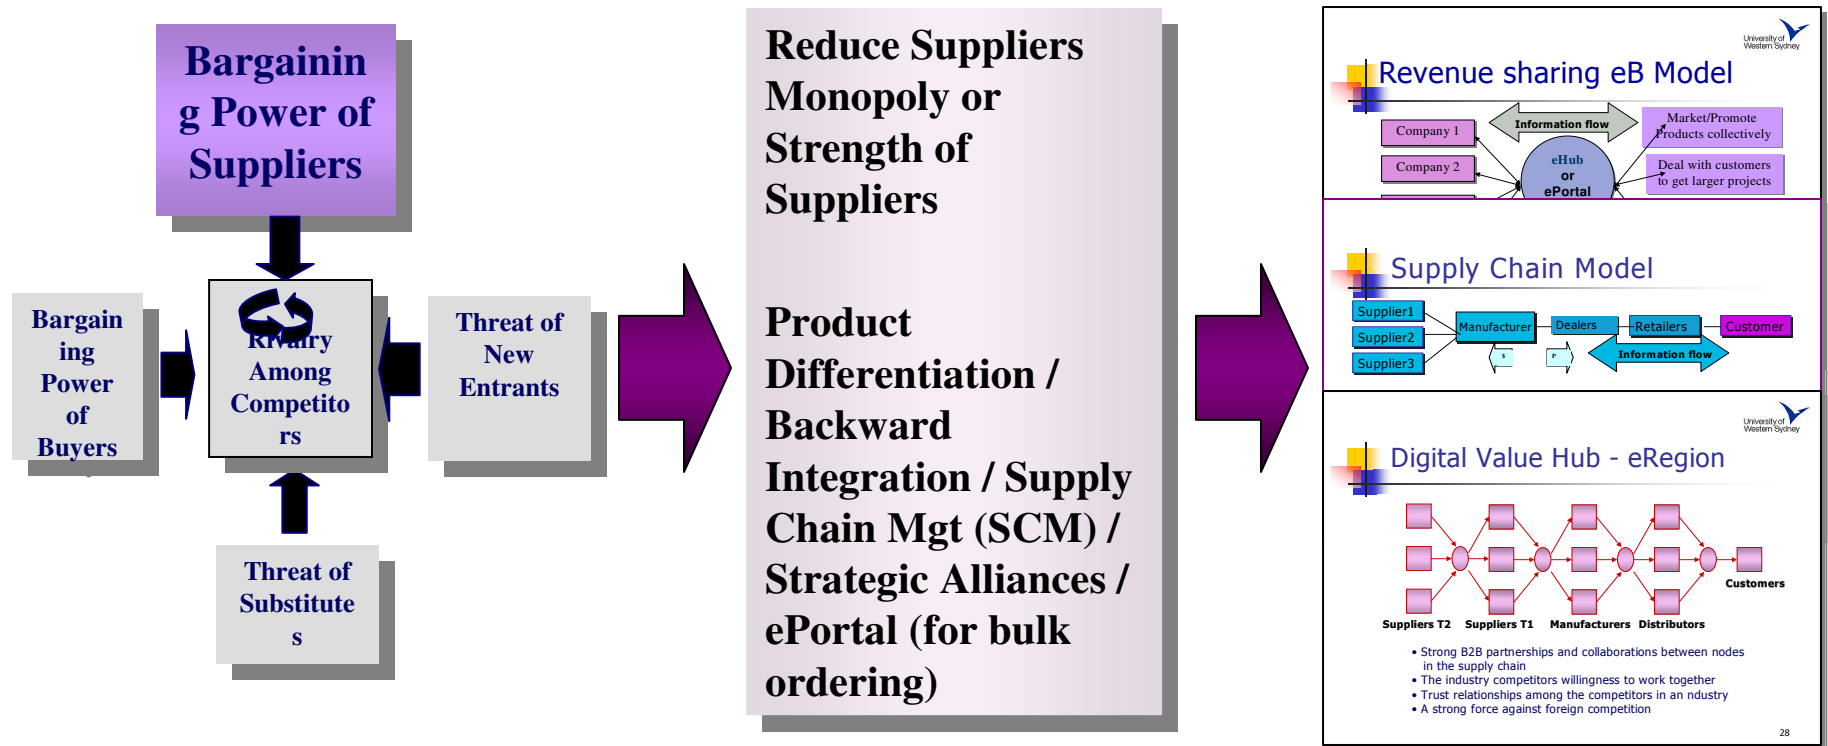 Bargainin
g Power of
Suppliers
Bargain
ing
Power
of
Buyers
Rivalry
Among
Competito
rs
Threat of
New
Entrants
Threat of
Substitute
s
Reduce Suppliers
Monopoly or
Strength of
Suppliers
Product
Differentiation /
Backward
Integration / Supply
Chain Mgt (SCM) /
Strategic Alliances /
ePortal (for bulk
ordering)
University of
Western Sydney
Revenue sharing eB Model
Company 1
Company 2
Information flow
eHub
or
ePortal
Market/Promote
Products collectively
Deal with customers
to get larger projects
Supply Chain Model
Supplier1
Supplier2
Supplier3
Manufacturer
Dealers
Retailers
Customer
$
P
Information flow
University of
Western Sydney
Digital Value Hub - eRegion
Customers
Suppliers T2 Suppliers T1 Manufacturers Distributors
• Strong B2B partnerships and collaborations between nodes
in the supply chain
• The industry competitors willingness to work together
• Trust relationships among the competitors in an ndustry
• A strong force against foreign competition
28